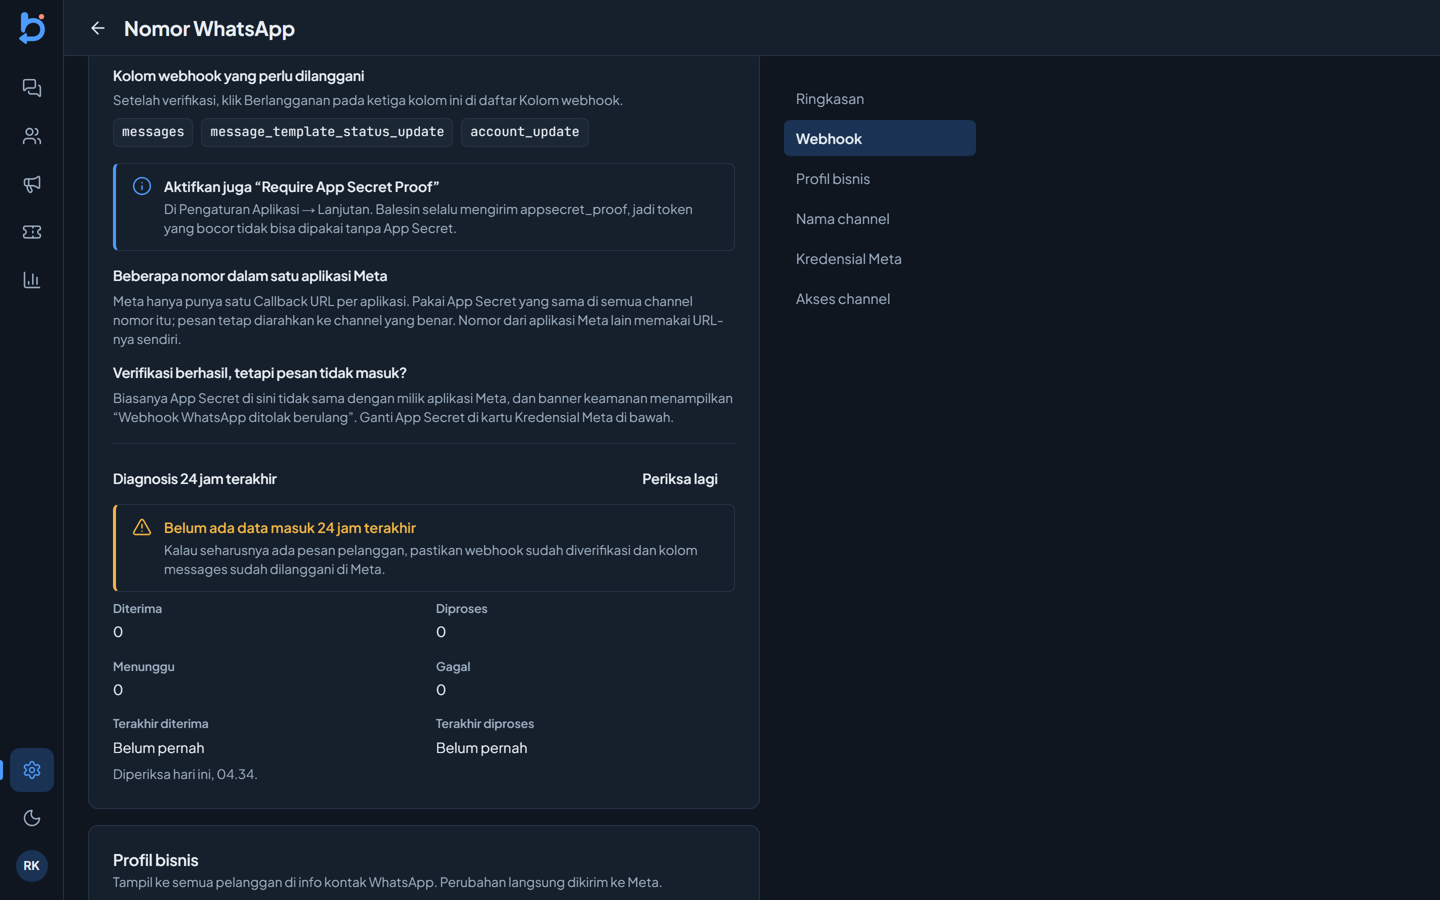 Nomor WhatsApp
Kolom webhook yang perlu dilanggani
Setelah verifikasi, klik Berlangganan pada ketiga kolom ini di daftar Kolom webhook.
messages message_template_status_update account_update
Aktifkan juga “Require App Secret Proof”
Di Pengaturan Aplikasi → Lanjutan. Balesin selalu mengirim appsecret_proof, jadi token
yang bocor tidak bisa dipakai tanpa App Secret.
Beberapa nomor dalam satu aplikasi Meta
Meta hanya punya satu Callback URL per aplikasi. Pakai App Secret yang sama di semua channel
nomor itu; pesan tetap diarahkan ke channel yang benar. Nomor dari aplikasi Meta lain memakai URL-
nya sendiri.
Verifikasi berhasil, tetapi pesan tidak masuk?
Biasanya App Secret di sini tidak sama dengan milik aplikasi Meta, dan banner keamanan menampilkan
“Webhook WhatsApp ditolak berulang”. Ganti App Secret di kartu Kredensial Meta di bawah.
Diagnosis 24 jam terakhir
Periksa lagi
Belum ada data masuk 24 jam terakhir
Kalau seharusnya ada pesan pelanggan, pastikan webhook sudah diverifikasi dan kolom
messages sudah dilanggani di Meta.
Diterima
0
Diproses
0
Menunggu
0
Gagal
0
Terakhir diterima
Belum pernah
Terakhir diproses
Belum pernah
Diperiksa hari ini, 04.34.
Profil bisnis
Tampil ke semua pelanggan di info kontak WhatsApp. Perubahan langsung dikirim ke Meta.
Ringkasan
Webhook
Profil bisnis
Nama channel
Kredensial Meta
Akses channel
RK